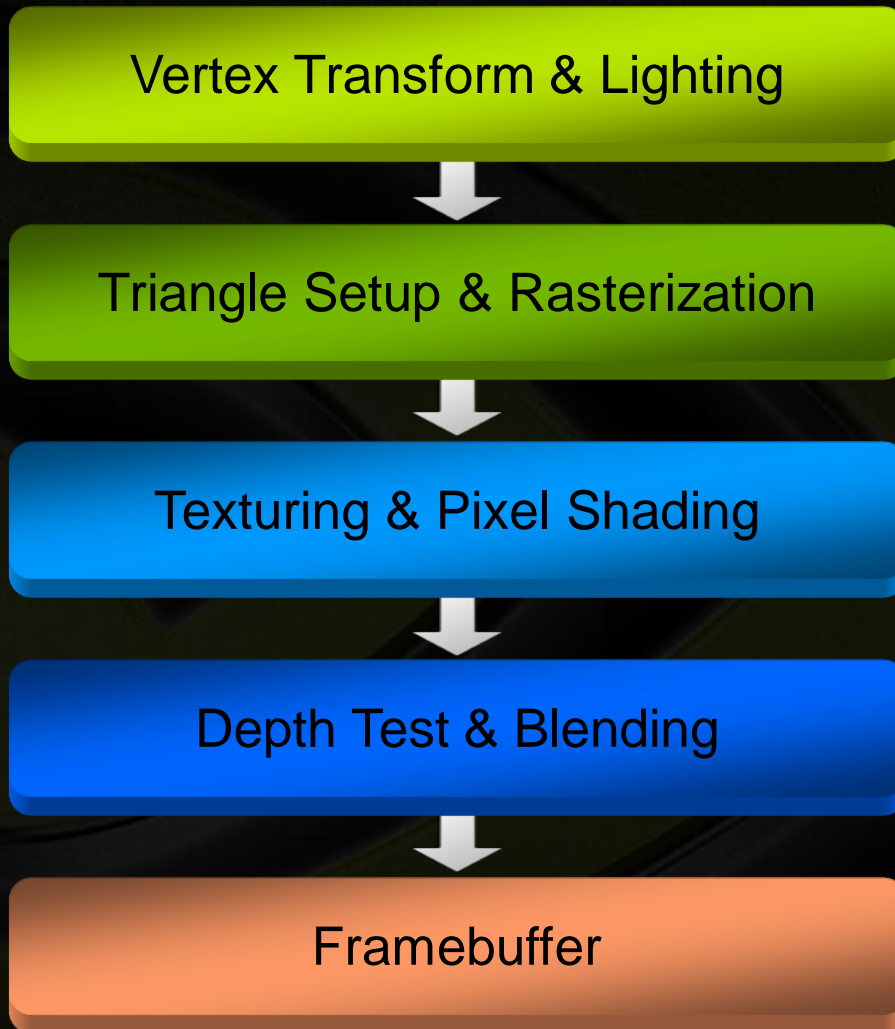 Vertex Transform & Lighting
Triangle Setup & Rasterization
Texturing & Pixel Shading
Depth Test & Blending
Framebuffer